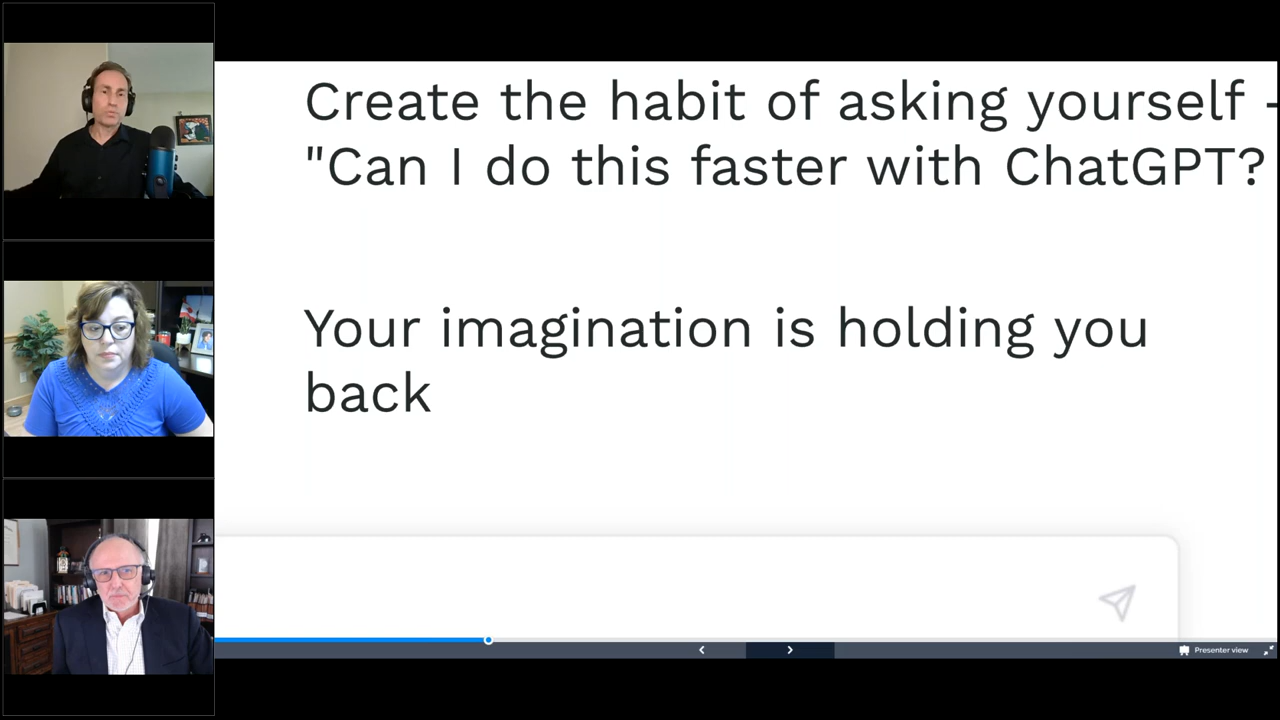 Create the habit of asking yourself -
"Can I do this faster with ChatGPT?
Your imagination is holding you
back
Presenter view